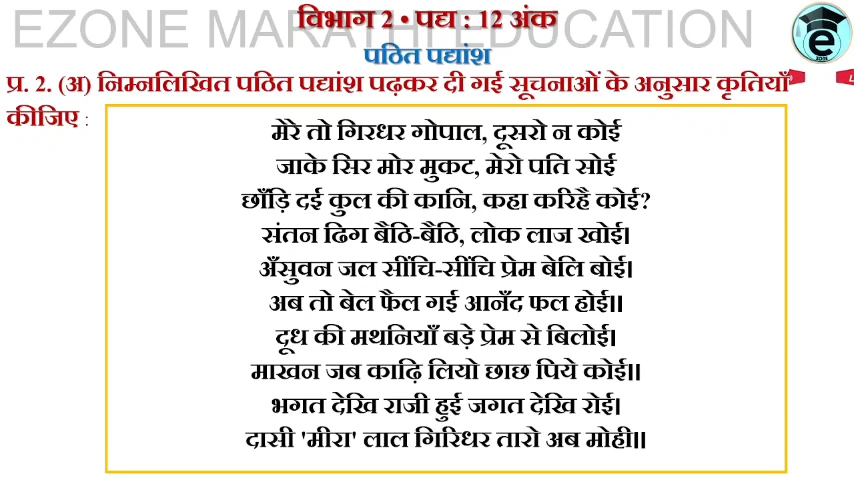 EZONE MARATHI EDUCATION
विभाग 2 • पद्य : 12 अंक
पठित पद्यांश
प्र. 2. (अ) निम्नलिखित पठित पद्यांश पढ़कर दी गई सूचनाओं के अनुसार कृतियाँ
कीजिए :
मेरे तो गिरधर गोपाल, दूसरो न कोई
जाके सिर मोर मुकट, मेरो पति सोई
छाँड़ि दई कुल की कानि, कहा करिहै कोई?
संतन ढिग बैठि-बैठि, लोक लाज खोई।
अँसुवन जल सींचि-सींचि प्रेम बेलि बोई।
अब तो बेल फैल गई आनँद फल होई॥
दूध की मथनियाँ बड़े प्रेम से बिलोई।
माखन जब काढ़ि लियो छाछ पिये कोई॥
भगत देखि राजी हुई जगत देखि रोई।
दासी 'मीरा' लाल गिरिधर तारो अब मोही॥
e
EZONE